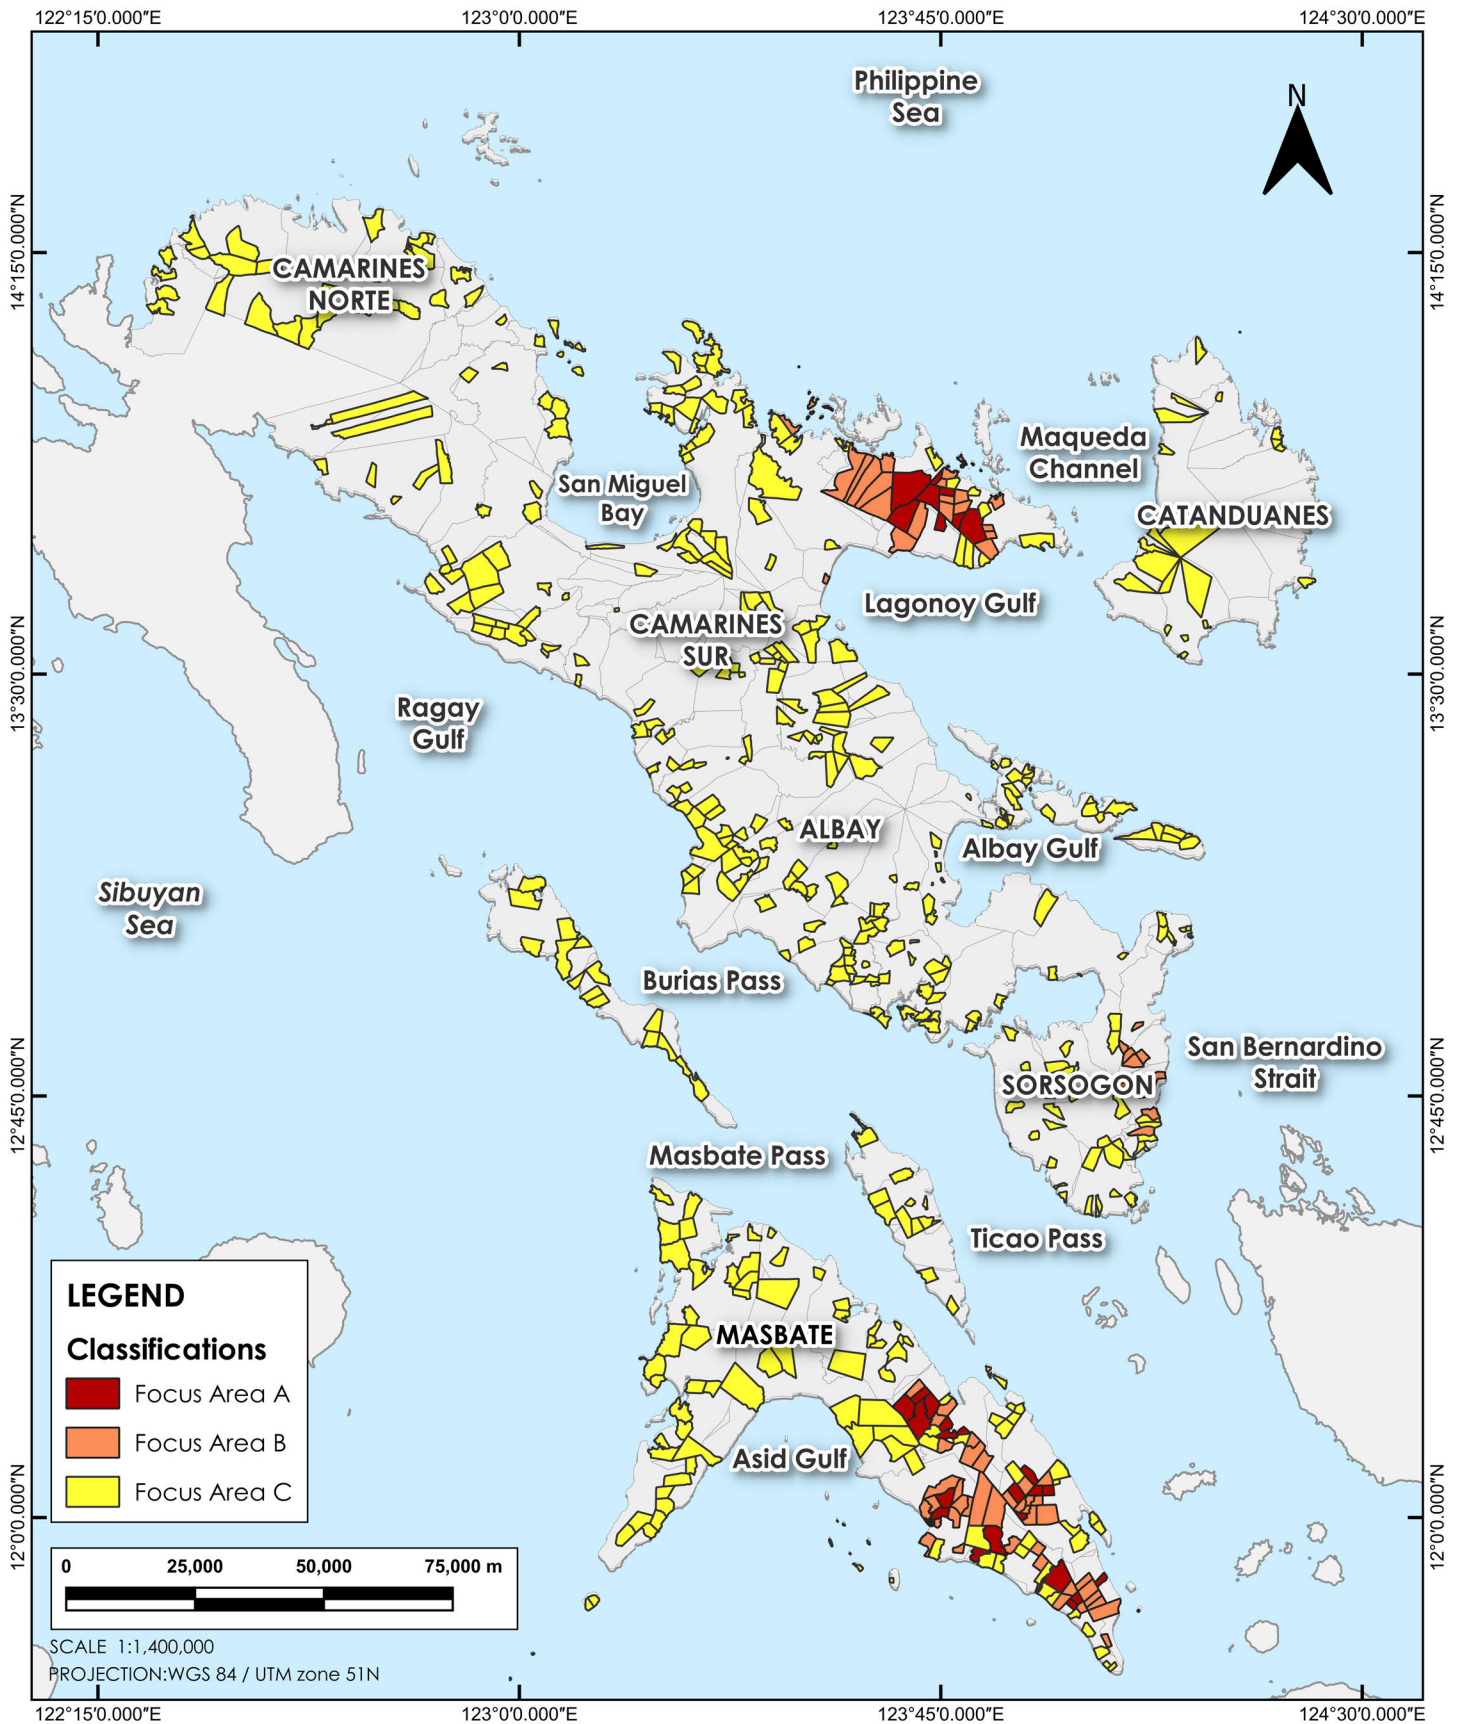 122°15'0.000"E 123°0'0.000"E 123°45'0.000"E 124°30'0.000"E
Philippine
Sea
N
14°15'0.000"N
14°15'0.000"N
CAMARINES
NORTE
Maqueda
Channel
San Miguel
Bay
CATANDUANES
Lagonoy Gulf
CAMARINES
SUR
13°30'0.000"N
13°30'0.000"N
Ragay
Gulf
ALBAY
Albay Gulf
Sibuyan
Sea
Burias Pass
San Bernardino
Strait
SORSOGON
12°45'0.000"N
12°45'0.000"N
Masbate Pass
Ticao Pass
MASBATE
Asid Gulf
12°0'0.000"N
12°0'0.000"N
LEGEND
Classifications
Focus Area A
Focus Area B
Focus Area C
0 25,000 50,000 75,000 m
SCALE 1:1,400,000
PROJECTION:WGS 84 / UTM zone 51N
122°15'0.000"E 123°0'0.000"E 123°45'0.000"E 124°30'0.000"E